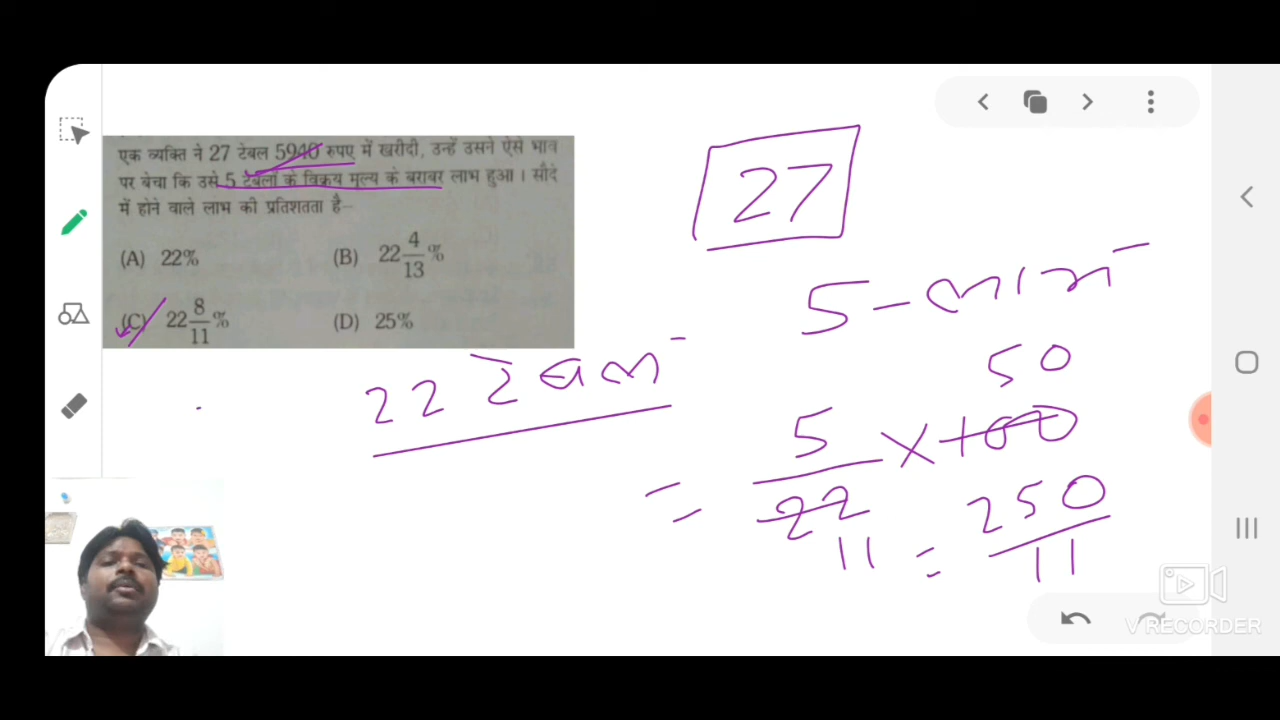 एक व्यक्ति ने 27 टेबल 5940 रुपए में खरीदी, उन्हें उसने ऐसे भाव
पर बेचा कि उसे 5 टेबलों के विक्रय मूल्य के बराबर लाभ हुआ । सौदे
में होने वाले लाभ की प्रतिशतता है–
(A) 22% (B) 22 4/13 %
(C) 22 8/11 % (D) 25%
27
5 - लाभ
22 टेबल
= 5/22 × 100
50
11
= 250/11
V RECORDER